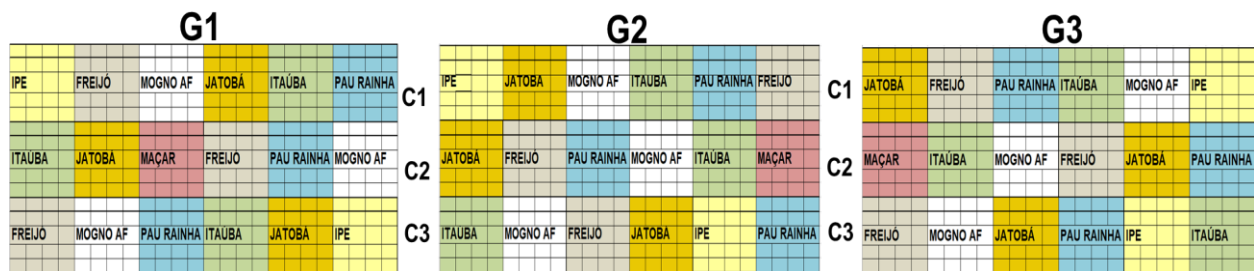 G1 G2 G3
IPE FREIJÓ MOGNO AF JATOBÁ ITAÚBA PAU RAINHA C1 IPE JATOBÁ MOGNO AF ITAÚBA PAU RAINHA FREIJÓ C1 JATOBÁ FREIJÓ PAU RAINHA ITAÚBA MOGNO AF IPE
ITAÚBA JATOBÁ MAÇAR FREIJÓ PAU RAINHA MOGNO AF C2 JATOBÁ FREIJÓ PAU RAINHA MOGNO AF ITAÚBA MAÇAR C2 MAÇAR ITAÚBA MOGNO AF FREIJÓ JATOBÁ PAU RAINHA
FREIJÓ MOGNO AF PAU RAINHA ITAÚBA JATOBÁ IPE C3 ITAÚBA MOGNO AF FREIJÓ JATOBÁ IPE PAU RAINHA C3 FREIJÓ MOGNO AF JATOBÁ PAU RAINHA IPE ITAÚBA